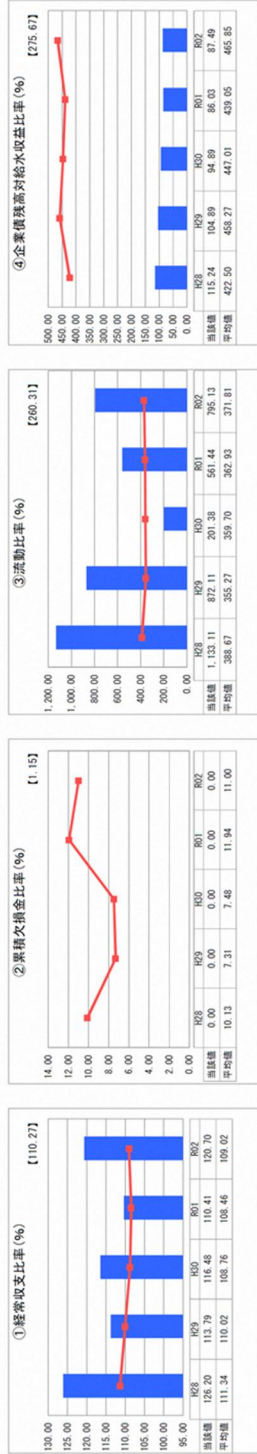 ①経常収支比率(%)
【110.27】
130.00
125.00
120.00
115.00
110.00
105.00
100.00
95.00
H28 H29 H30 R01 R02
当該値 126.20 113.79 116.48 110.41 120.70
平均値 111.34 110.02 108.76 108.46 109.02
②累積欠損金比率(%)
【1.15】
14.00
12.00
10.00
8.00
6.00
4.00
2.00
0.00
H28 H29 H30 R01 R02
当該値 0.00 0.00 0.00 0.00 0.00
平均値 10.13 7.31 7.48 11.94 11.00
③流動比率(%)
【260.31】
1,200.00
1,000.00
800.00
600.00
400.00
200.00
0.00
H28 H29 H30 R01 R02
当該値 1,133.11 872.11 201.38 561.44 795.13
平均値 388.67 355.27 359.70 362.93 371.81
④企業債残高対給水収益比率(%)
【275.67】
500.00
450.00
400.00
350.00
300.00
250.00
200.00
150.00
100.00
50.00
0.00
H28 H29 H30 R01 R02
当該値 115.24 104.89 94.89 86.03 87.49
平均値 422.50 458.27 447.01 439.05 465.85